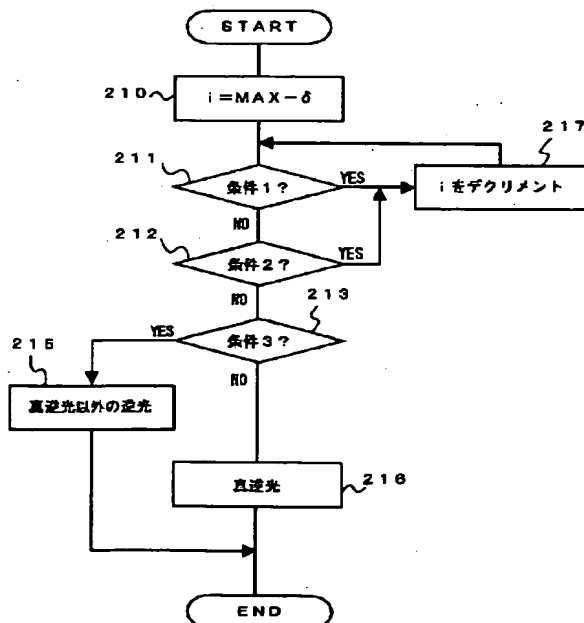 START
210
i=MAX-δ
217
211
条件1?
YES
iをデクリメント
NO
212
条件2?
YES
NO
213
条件3?
YES
215
NO
真逆光以外の逆光
真逆光
216
END